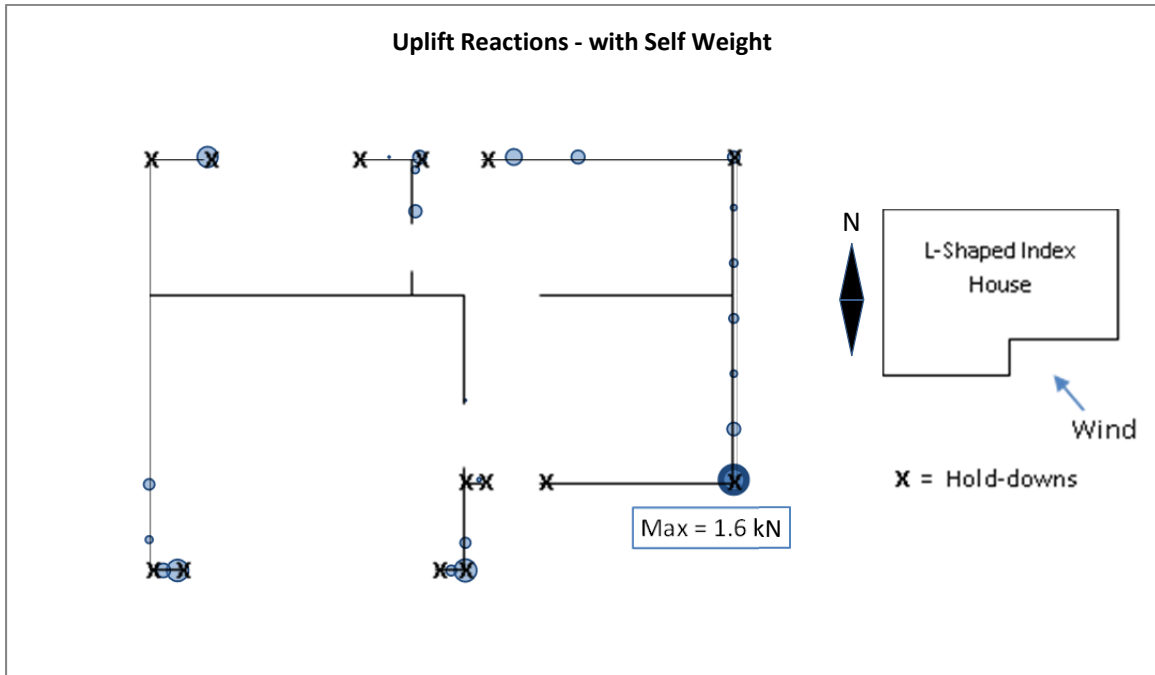 Uplift Reactions - with Self Weight
X X X X X X
N
L-Shaped Index
House
Wind
X X X X
X = Hold-downs
Max = 1.6 kN
X X X X